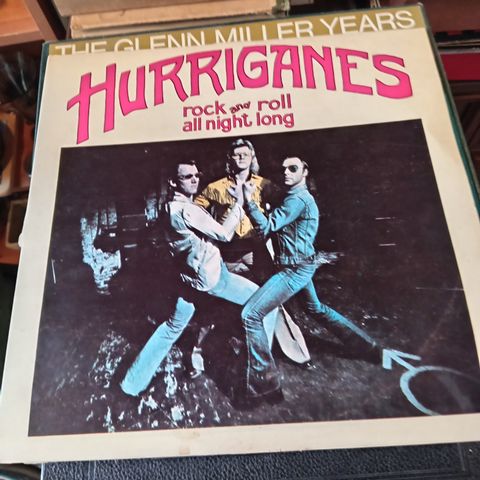 THE GLENN MILLER YEARS
HURRIGANES
rock and roll
all night long